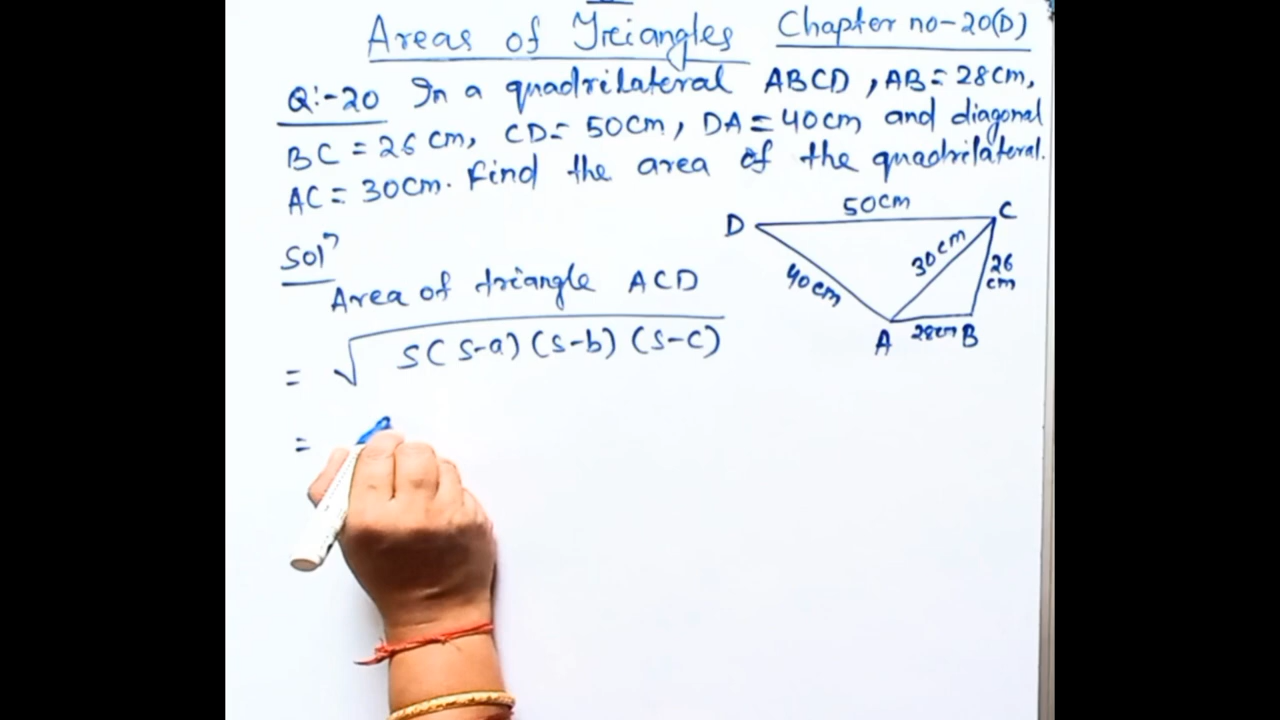 Areas of Treiangles Chapter no-20(D)
Q:-20 In a quadrilateral ABCD, AB = 28cm,
BC = 26 cm, CD = 50cm, DA = 40cm and diagonal
AC = 30cm. Find the area of the quadrilateral.
Solⁿ
Area of triangle ACD
= √s(s-a)(s-b)(s-c)
=
D
50cm
C
40cm
30cm
26
cm
A
28cm
B